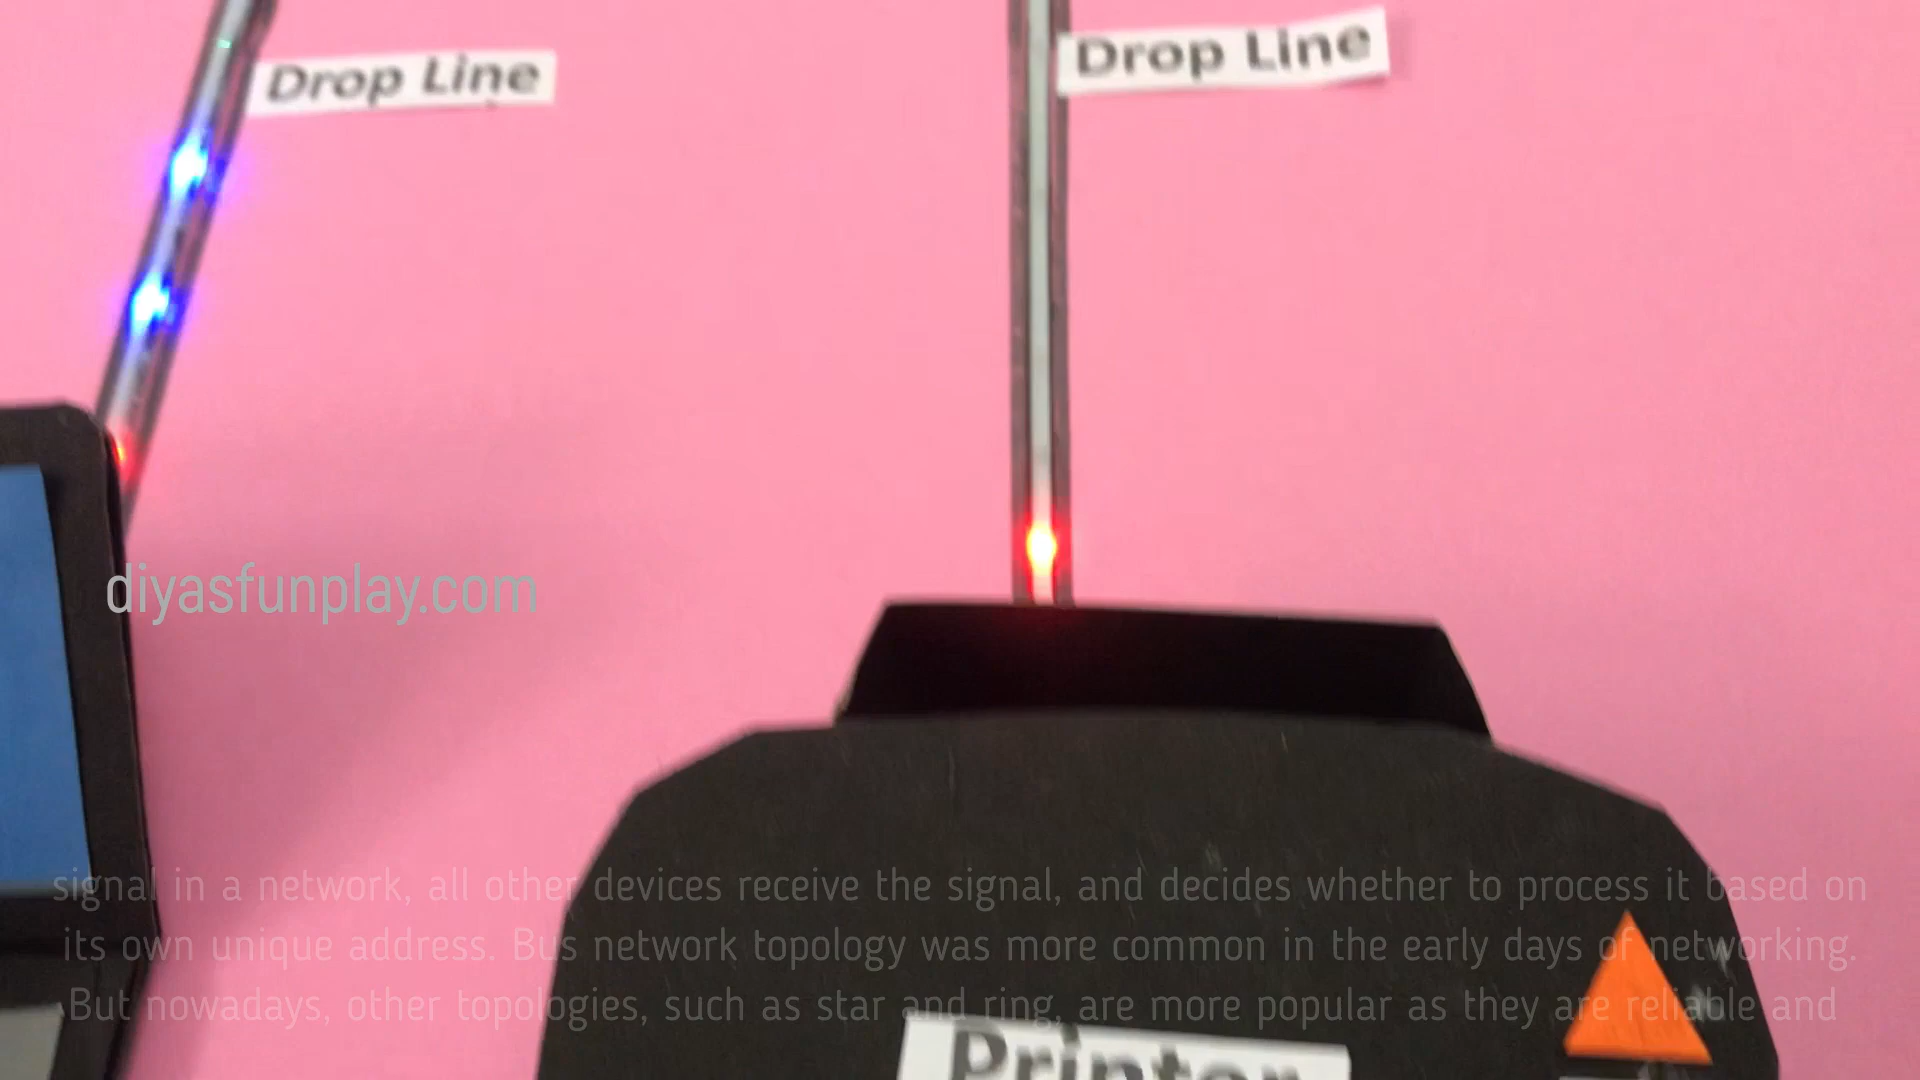 Drop Line
Drop Line
diyasfunplay.com
signal in a network, all other devices receive the signal, and decides whether to process it based on
its own unique address. Bus network topology was more common in the early days of networking.
But nowadays, other topologies, such as star and ring, are more popular as they are reliable and
Printer